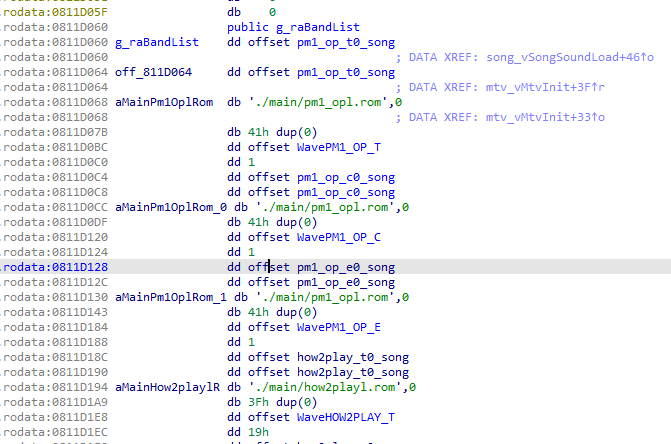 .rodata:0811D05F db 0
.rodata:0811D060 public g_raBandList
.rodata:0811D060 g_raBandList dd offset pm1_op_t0_song
.rodata:0811D060 ; DATA XREF: song_vSongSoundLoad+46↑o
.rodata:0811D064 off_811D064 dd offset pm1_op_t0_song
.rodata:0811D064 ; DATA XREF: mtv_vMtvInit+3F↑r
.rodata:0811D068 aMainPm1OplRom db './main/pm1_opl.rom',0
.rodata:0811D068 ; DATA XREF: mtv_vMtvInit+33↑o
.rodata:0811D07B db 41h dup(0)
.rodata:0811D0BC dd offset WavePM1_OP_T
.rodata:0811D0C0 dd 1
.rodata:0811D0C4 dd offset pm1_op_c0_song
.rodata:0811D0C8 dd offset pm1_op_c0_song
.rodata:0811D0CC aMainPm1OplRom_0 db './main/pm1_opl.rom',0
.rodata:0811D0DF db 41h dup(0)
.rodata:0811D120 dd offset WavePM1_OP_C
.rodata:0811D124 dd 1
.rodata:0811D128 dd offset pm1_op_e0_song
.rodata:0811D12C dd offset pm1_op_e0_song
.rodata:0811D130 aMainPm1OplRom_1 db './main/pm1_opl.rom',0
.rodata:0811D143 db 41h dup(0)
.rodata:0811D184 dd offset WavePM1_OP_E
.rodata:0811D188 dd 1
.rodata:0811D18C dd offset how2play_t0_song
.rodata:0811D190 dd offset how2play_t0_song
.rodata:0811D194 aMainHow2playlR db './main/how2playl.rom',0
.rodata:0811D1A9 db 3Fh dup(0)
.rodata:0811D1E8 dd offset WaveHOW2PLAY_T
.rodata:0811D1EC dd 19h